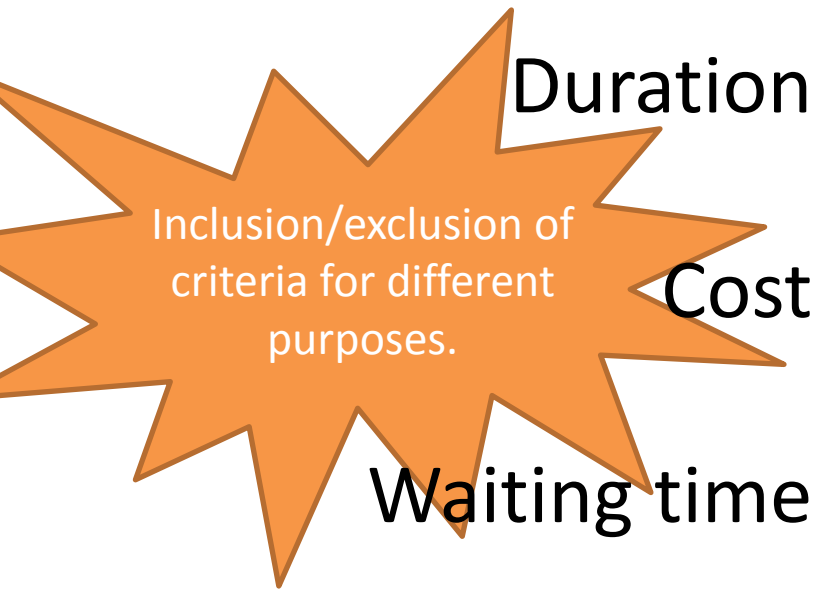 Duration
Inclusion/exclusion of
criteria for different
purposes.
Cost
Waiting time